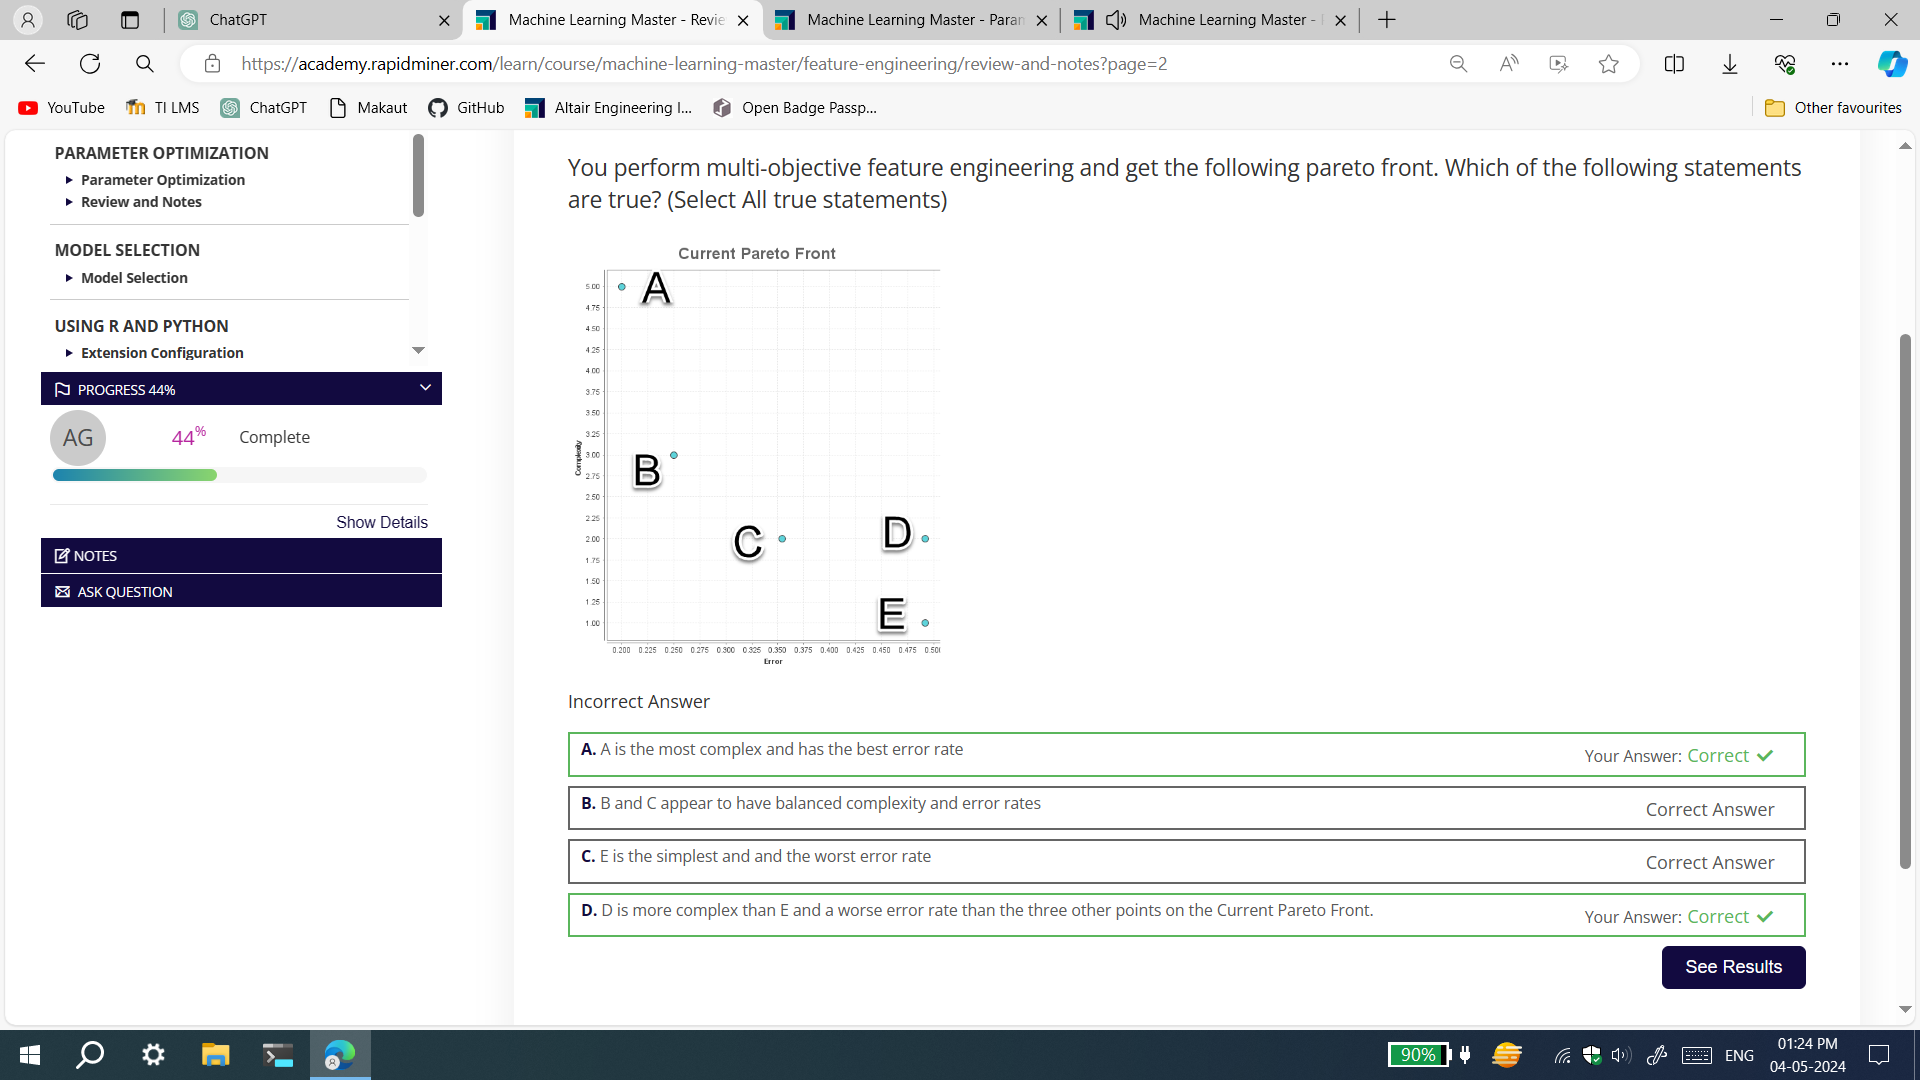 ChatGPT
Machine Learning Master - Revie
Machine Learning Master - Paran
Machine Learning Master -
https://academy.rapidminer.com/learn/course/machine-learning-master/feature-engineering/review-and-notes?page=2
YouTube
TI LMS
ChatGPT
Makaut
GitHub
Altair Engineering I...
Open Badge Passp...
Other favourites
PARAMETER OPTIMIZATION
Parameter Optimization
Review and Notes
MODEL SELECTION
Model Selection
USING R AND PYTHON
Extension Configuration
PROGRESS 44%
AG
44%
Complete
Show Details
NOTES
ASK QUESTION
You perform multi-objective feature engineering and get the following pareto front. Which of the following statements
are true? (Select All true statements)
Current Pareto Front
5.00
4.75
4.50
4.25
4.00
3.75
3.50
3.25
3.00
2.75
2.50
2.25
2.00
1.75
1.50
1.25
1.00
Complexity
A
B
C
D
E
0.200 0.225 0.250 0.275 0.300 0.325 0.350 0.375 0.400 0.425 0.450 0.475 0.50
Error
Incorrect Answer
A. A is the most complex and has the best error rate
Your Answer: Correct
B. B and C appear to have balanced complexity and error rates
Correct Answer
C. E is the simplest and and the worst error rate
Correct Answer
D. D is more complex than E and a worse error rate than the three other points on the Current Pareto Front.
Your Answer: Correct
See Results
90%
ENG
01:24 PM
04-05-2024